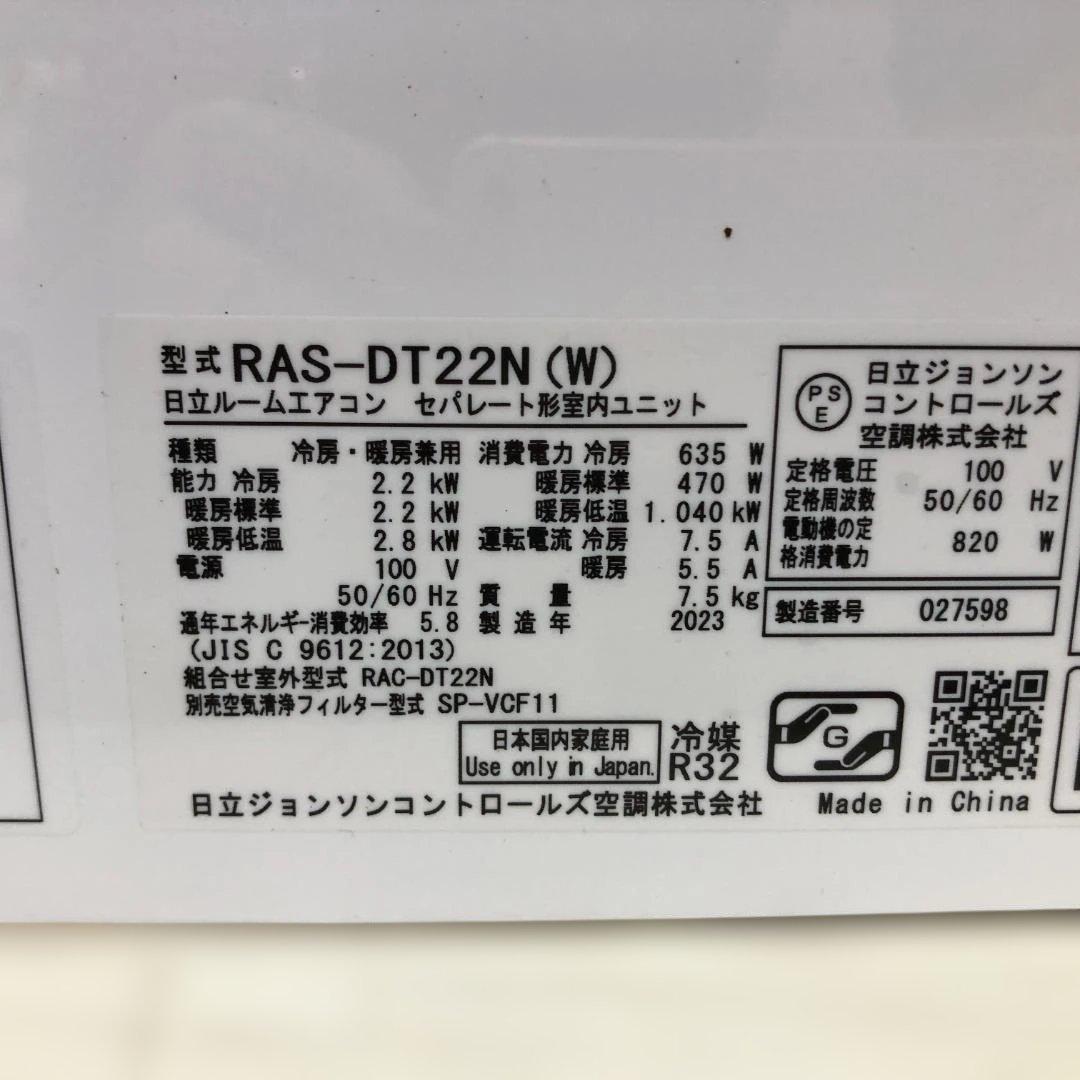 型式 RAS-DT22N(W)
日立ルームエアコン セパレート形室内ユニット
種類 冷房・暖房兼用
能力 冷房 2.2 kW
暖房標準 2.2 kW
暖房低温 2.8 kW
電源 100 V
50/60 Hz
通年エネルギー消費効率 5.8
(JIS C 9612:2013)
組合せ室外型式 RAC-DT22N
別売空気清浄フィルター型式 SP-VCF11
消費電力 冷房 635 W
暖房標準 470 W
暖房低温 1.040 kW
運転電流 冷房 7.5 A
暖房 5.5 A
質量 7.5 kg
製造年 2023
PS
E
日立ジョンソン
コントロールズ
空調株式会社
定格電圧 100 V
定格周波数 50/60 Hz
電動機の定
格消費電力 820 W
製造番号 027598
日本国内家庭用
Use only in Japan.
冷媒
R32
G
日立ジョンソンコントロールズ空調株式会社
Made in China